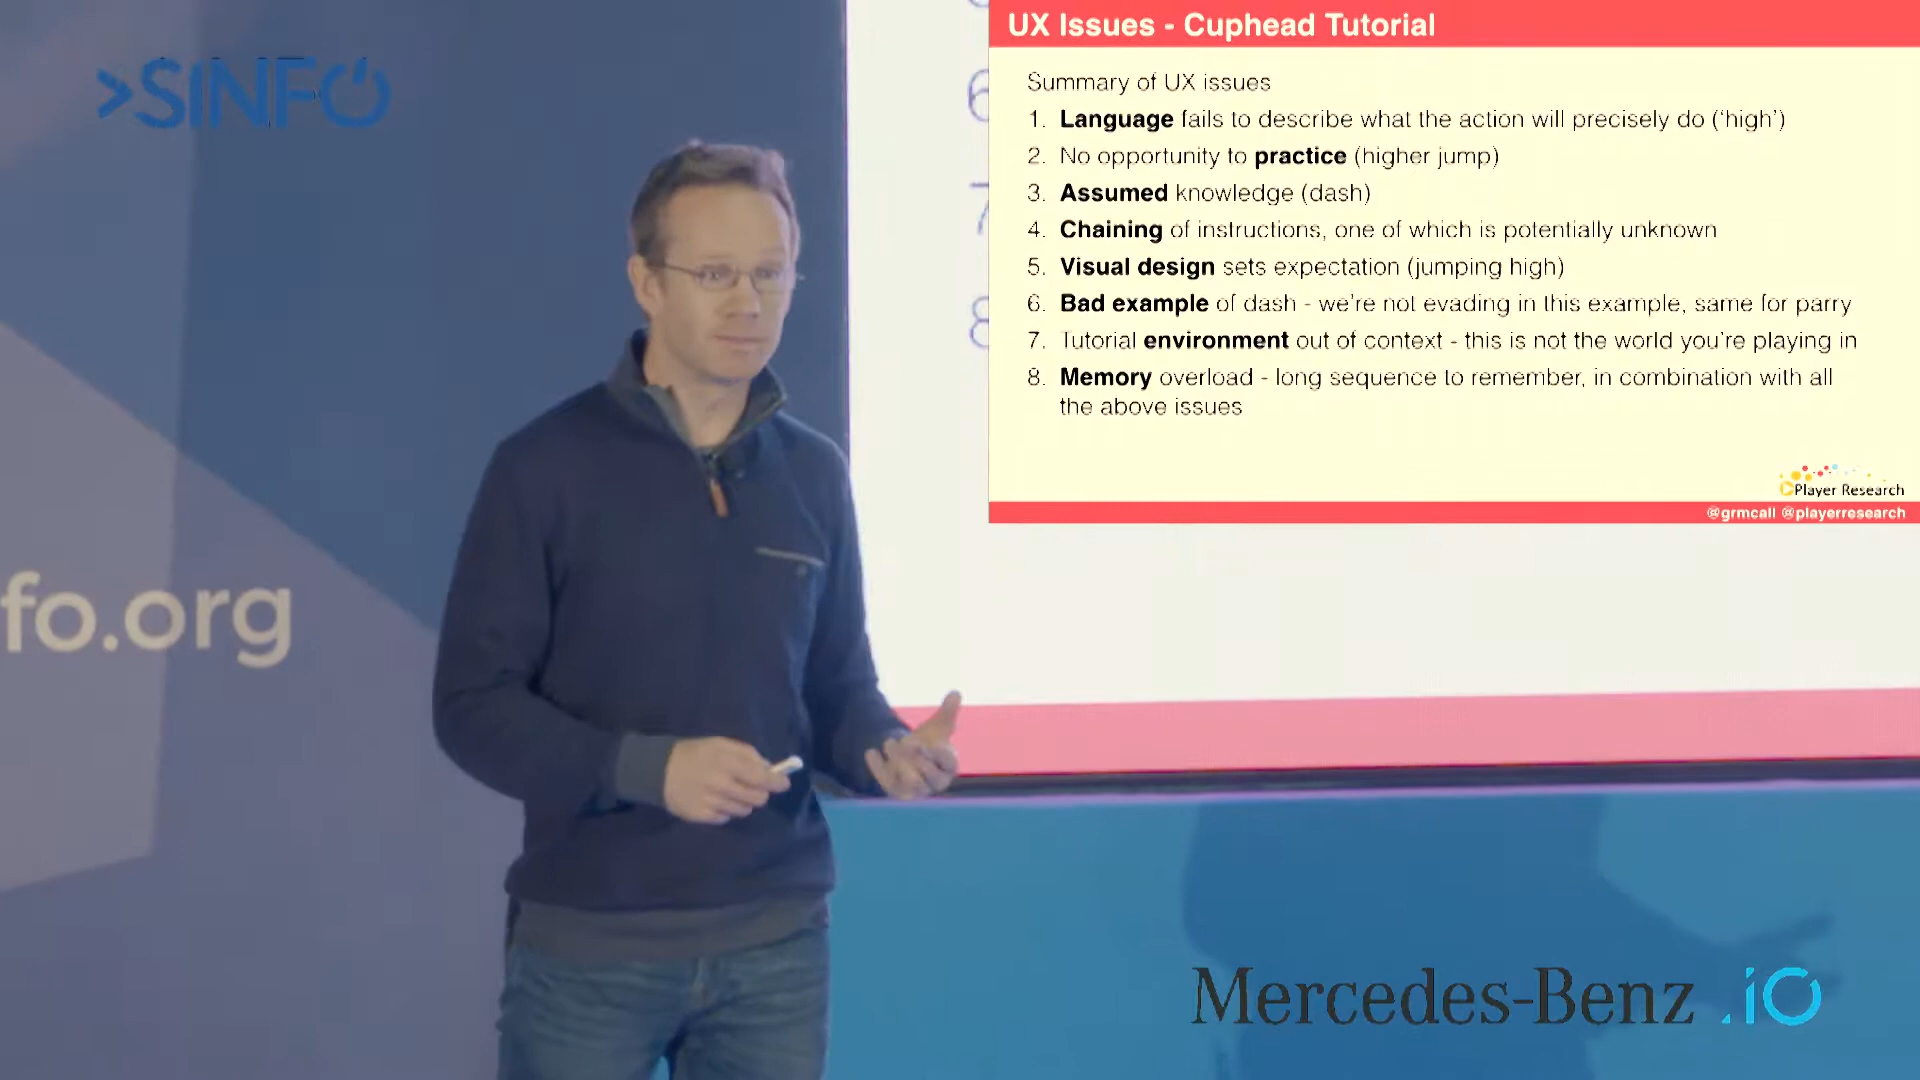 >SINFO
fo.org
6
7
8
UX Issues - Cuphead Tutorial
Summary of UX issues
1. Language fails to describe what the action will precisely do (‘high’)
2. No opportunity to practice (higher jump)
3. Assumed knowledge (dash)
4. Chaining of instructions, one of which is potentially unknown
5. Visual design sets expectation (jumping high)
6. Bad example of dash - we're not evading in this example, same for parry
7. Tutorial environment out of context - this is not the world you're playing in
8. Memory overload - long sequence to remember, in combination with all
the above issues
Player Research
@grmcall @playerresearch
Mercedes-Benz .io